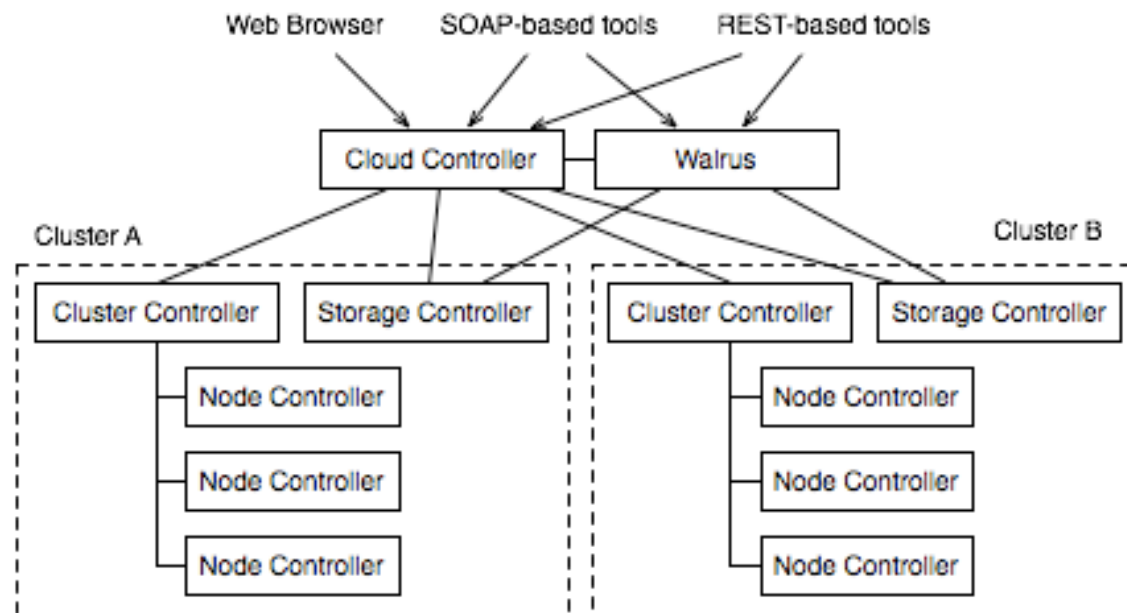 Web Browser
SOAP-based tools
REST-based tools
Cloud Controller
Walrus
Cluster A
Cluster B
Cluster Controller
Storage Controller
Cluster Controller
Storage Controller
Node Controller
Node Controller
Node Controller
Node Controller
Node Controller
Node Controller